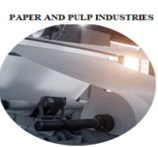 PAPER AND PULP INDUSTRIES